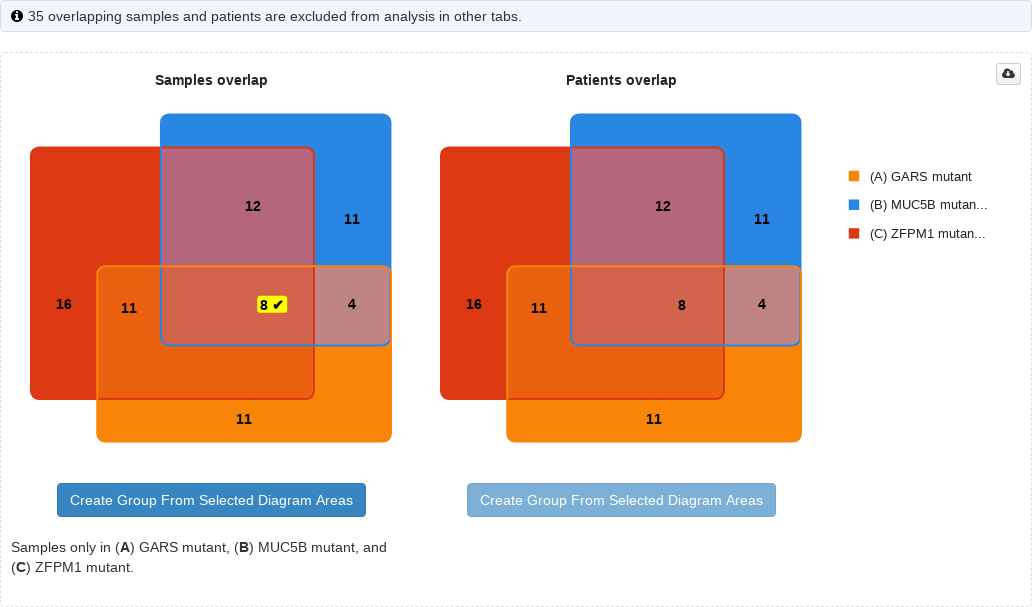 35 overlapping samples and patients are excluded from analysis in other tabs.
Samples overlap
12
11
16
11
8 ✔
4
11
Create Group From Selected Diagram Areas
Samples only in (A) GARS mutant, (B) MUC5B mutant, and
(C) ZFPM1 mutant.
Patients overlap
12
11
16
11
8
4
11
Create Group From Selected Diagram Areas
(A) GARS mutant
(B) MUC5B mutan...
(C) ZFPM1 mutan...